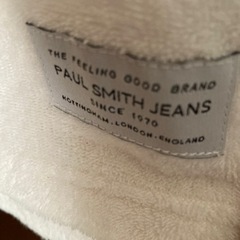 THE FEELING GOOD BRAND
PAUL SMITH JEANS
SINCE 1970
NOTTINGHAM-LONDON-ENGLAND